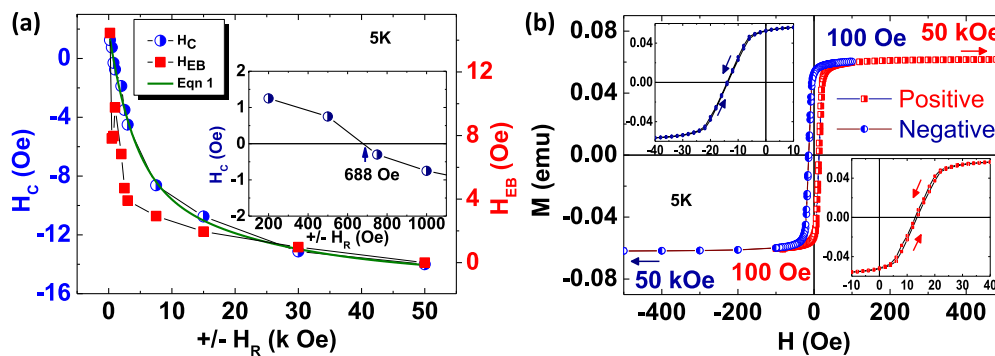 (a)
H_C
H_EB
Eqn 1
5K
H_C (Oe)
4
0
-4
-8
-12
-16
0 10 20 30 40 50
+/- H_R (k Oe)
H_EB (Oe)
12
8
4
0
H_C (Oe)
2
1
0
-1
-2
688 Oe
200 400 600 800 1000
+/- H_R (Oe)
(b)
M (emu)
0.08
0.04
0.00
-0.04
-0.08
-400 -200 0 200 400
H (Oe)
0.04
0.00
-0.04
-40 -30 -20 -10 0 10
100 Oe
50 kOe
Positive
Negative
5K
50 kOe
100 Oe
0.04
0.00
-0.04
-10 0 10 20 30 40